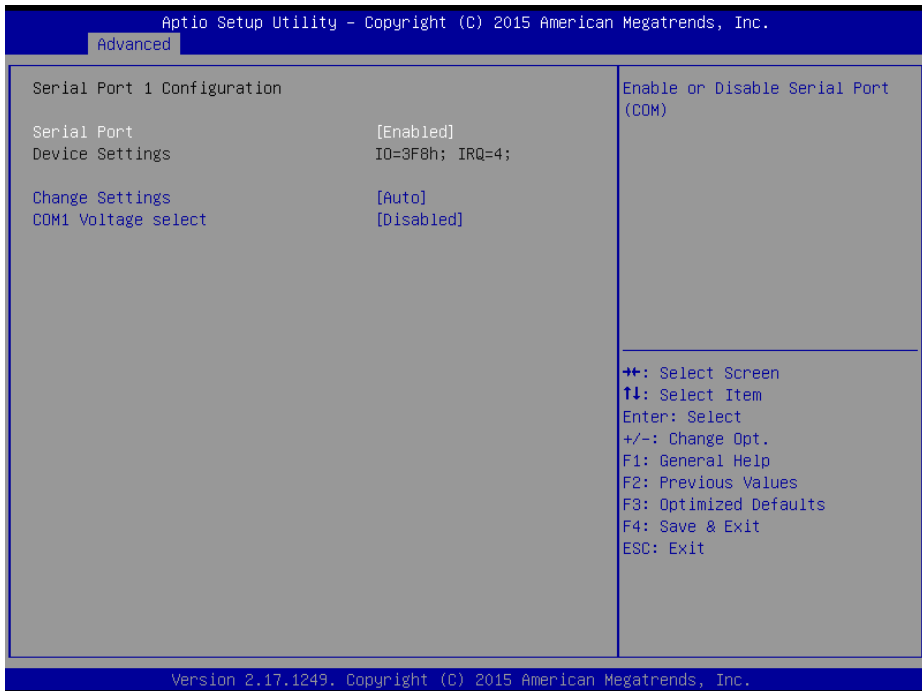 Aptio Setup Utility – Copyright (C) 2015 American Megatrends, Inc.
Advanced
Serial Port 1 Configuration
Serial Port [Enabled]
Device Settings IO=3F8h; IRQ=4;
Change Settings [Auto]
COM1 Voltage select [Disabled]
Enable or Disable Serial Port
(COM)
→←: Select Screen
↑↓: Select Item
Enter: Select
+/-: Change Opt.
F1: General Help
F2: Previous Values
F3: Optimized Defaults
F4: Save & Exit
ESC: Exit
Version 2.17.1249. Copyright (C) 2015 American Megatrends, Inc.